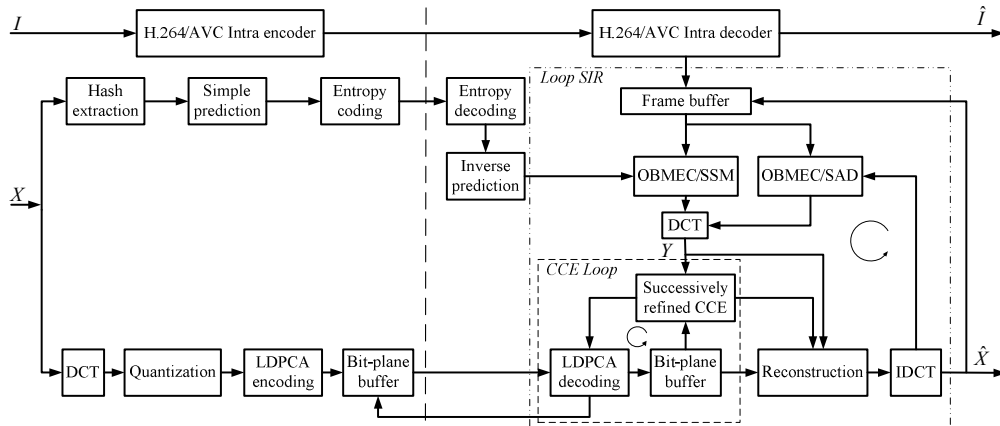 I
H.264/AVC Intra encoder
H.264/AVC Intra decoder
Î
Loop SIR
Hash
extraction
Simple
prediction
Entropy
coding
Entropy
decoding
Frame buffer
Inverse
prediction
OBMEC/SSM
OBMEC/SAD
X
DCT
Y
CCE Loop
Successively
refined CCE
DCT
Quantization
LDPCA
encoding
Bit-plane
buffer
LDPCA
decoding
Bit-plane
buffer
Reconstruction
IDCT
X̂